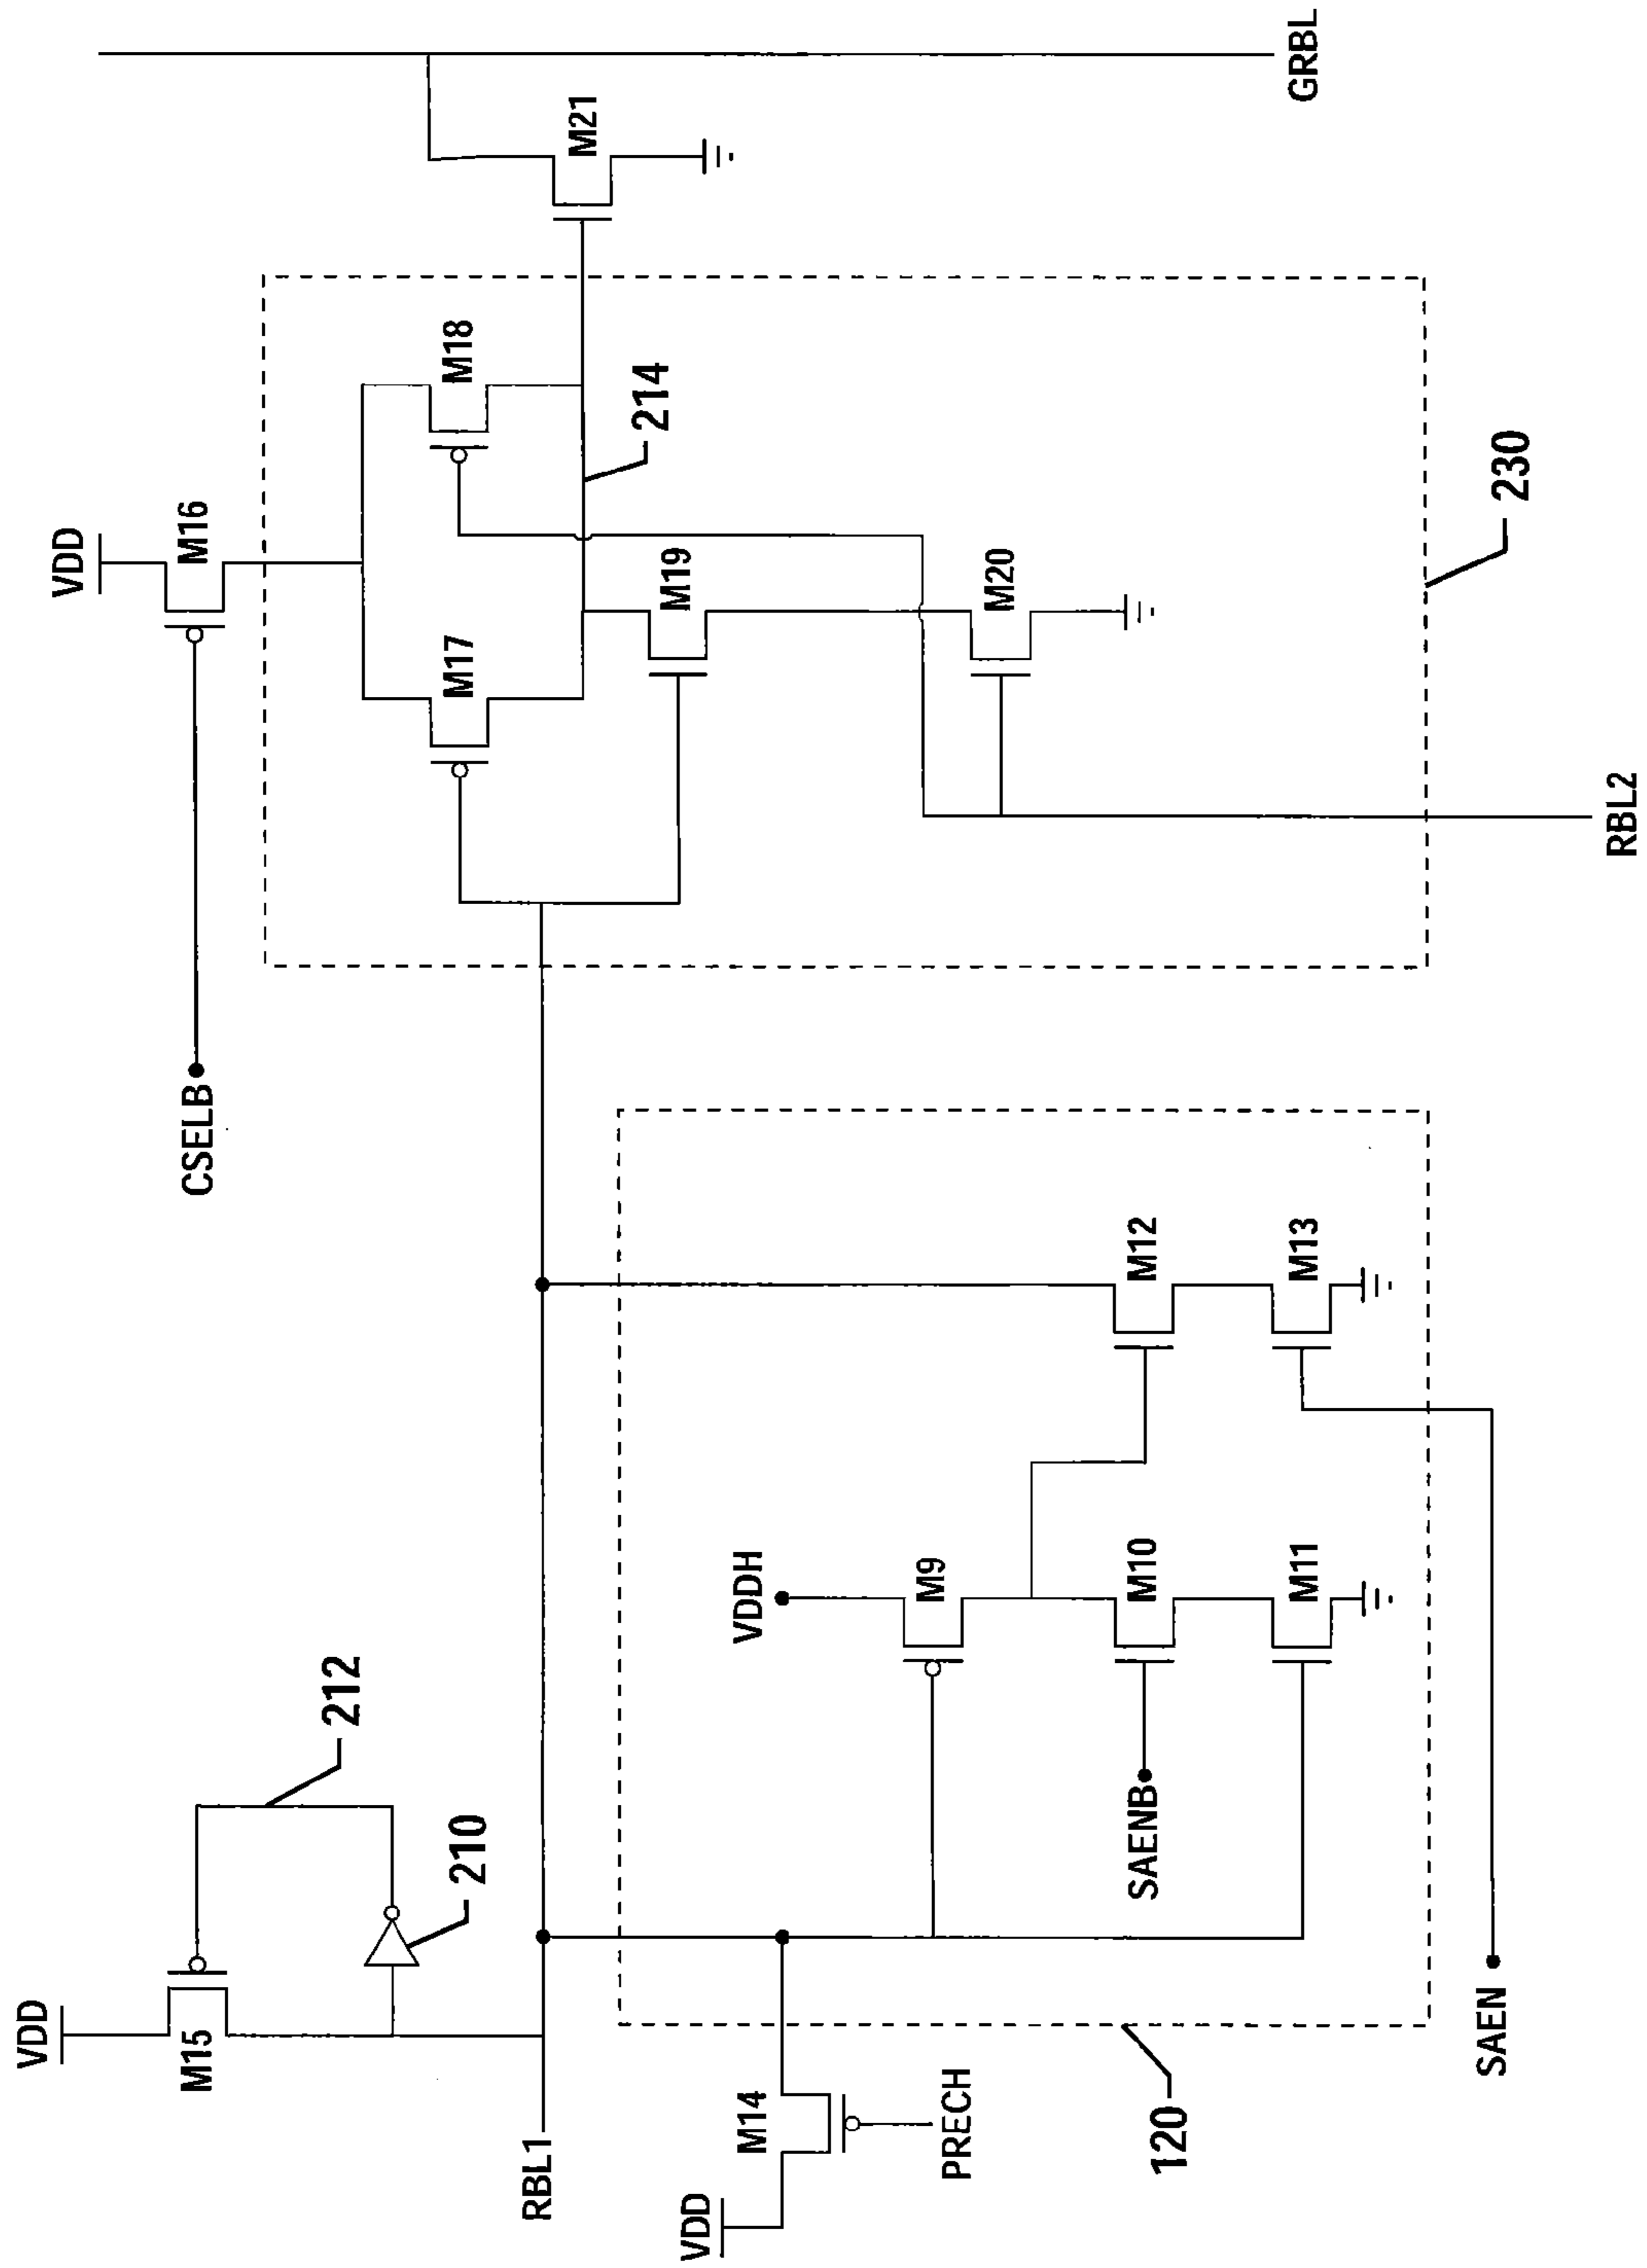 VDD
M15
212
210
RBL1
VDD
M14
PRECH
120
VDDH
M9
SAENB
M10
M11
M12
M13
SAEN
CSELB
VDD
M16
M17
M18
M19
M20
214
230
RBL2
M21
GRBL